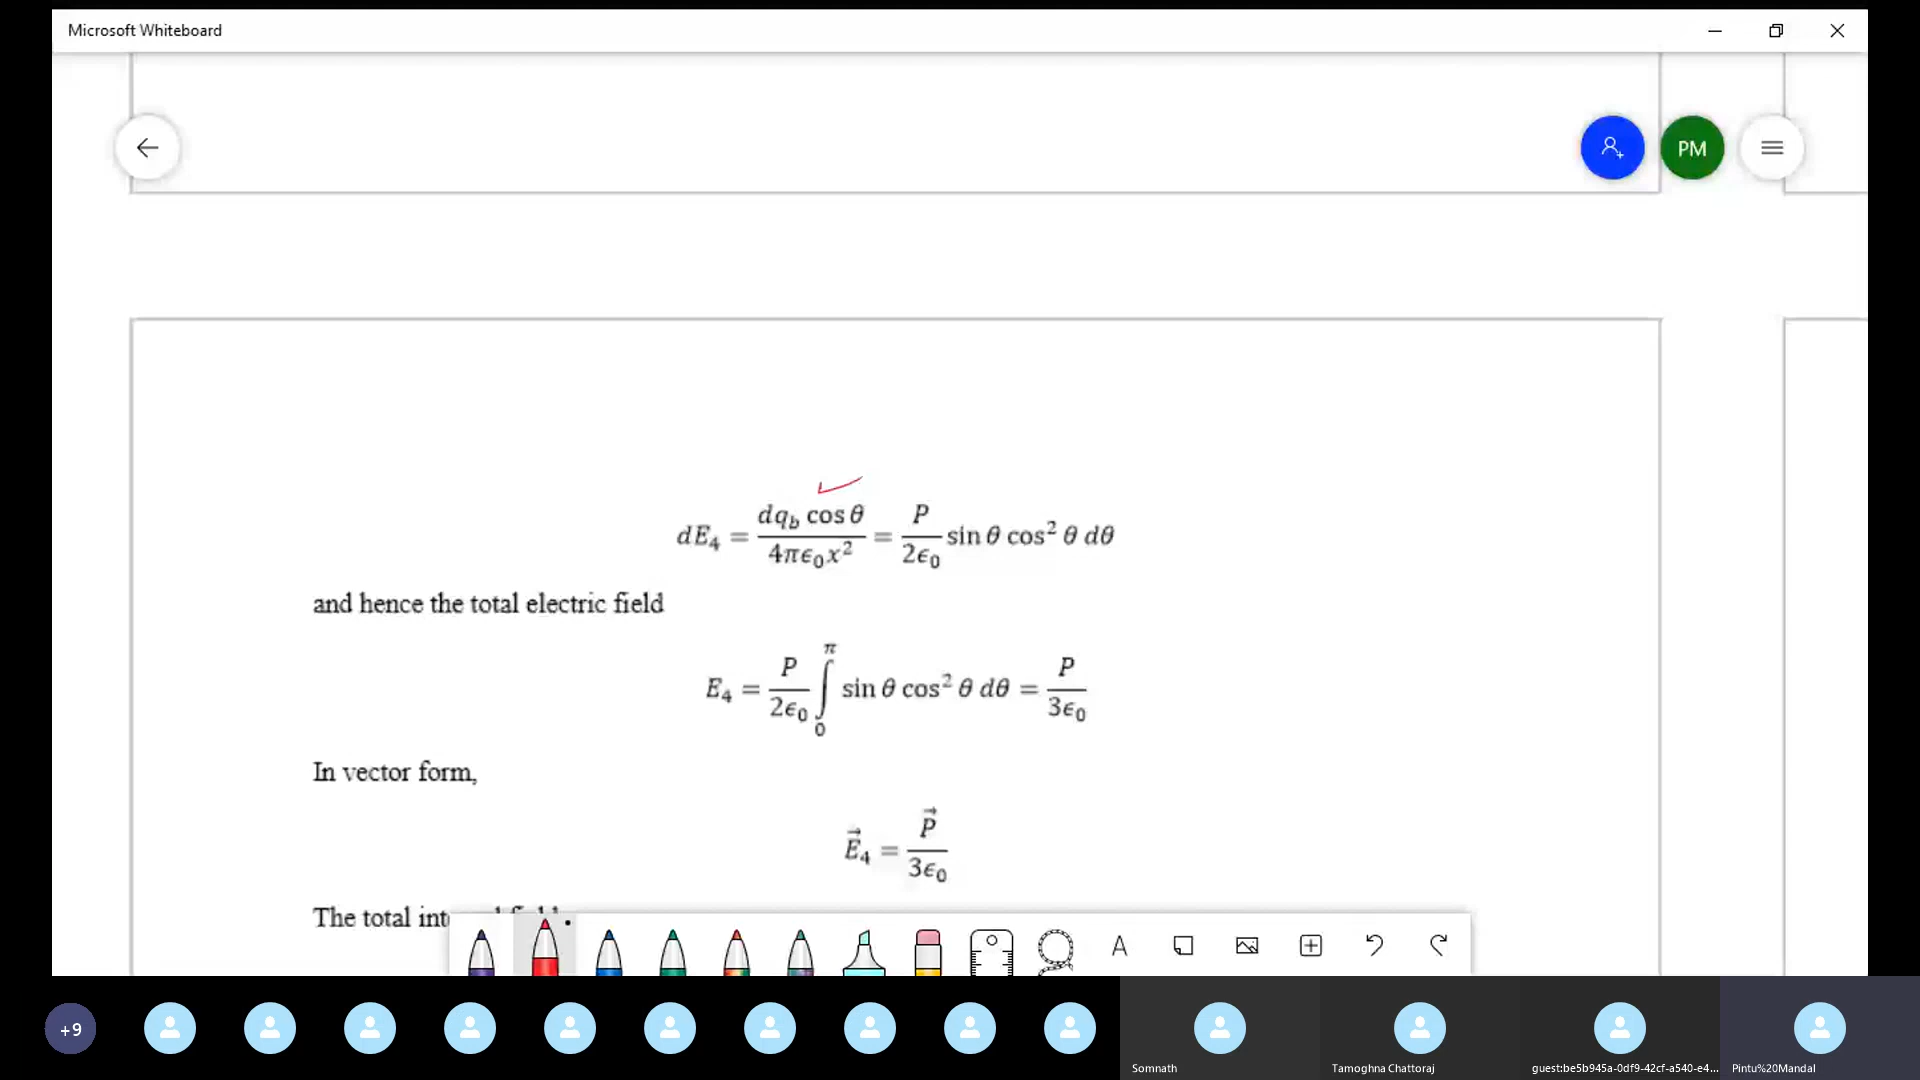 Microsoft Whiteboard
PM
dE₄ = dq_b cos θ / 4πϵ₀x² = P / 2ϵ₀ sin θ cos² θ dθ
and hence the total electric field
E₄ = P / 2ϵ₀ ∫₀^π sin θ cos² θ dθ = P / 3ϵ₀
In vector form,
E⃗₄ = P⃗ / 3ϵ₀
The total
A
+9
Somnath
Tamoghna Chattoraj
guest:be5b945a-0df9-42cf-a540-e4...
Pintu%20Mandal